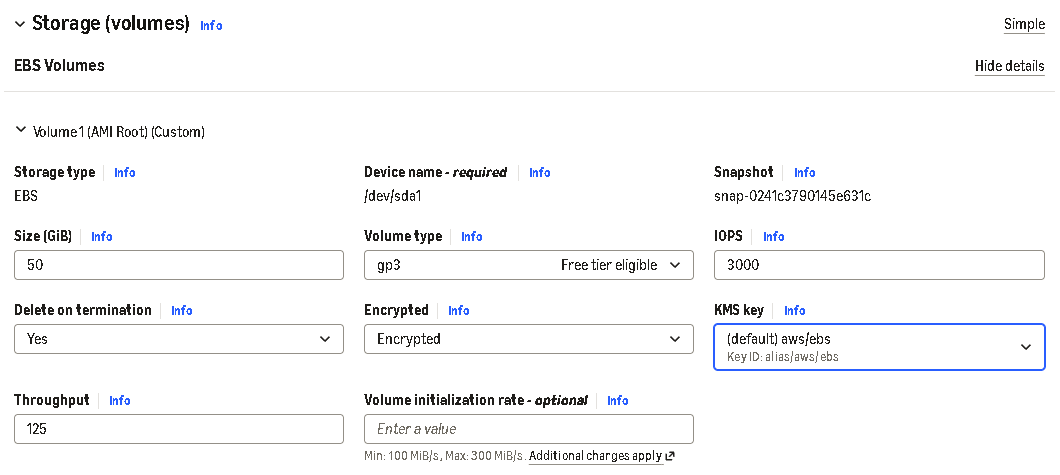 Storage (volumes) Info Simple
EBS Volumes Hide details
Volume 1 (AMI Root) (Custom)
Storage type Info Device name - required Info Snapshot Info
EBS /dev/sda1 snap-0241c3790145e631c
Size (GiB) Info Volume type Info IOPS Info
50 gp3 Free tier eligible 3000
Delete on termination Info Encrypted Info KMS key Info
Yes Encrypted (default) aws/ebs
Key ID: alias/aws/ebs
Throughput Info Volume initialization rate - optional Info
125 Enter a value
Min: 100 MiB/s, Max: 300 MiB/s. Additional charges apply